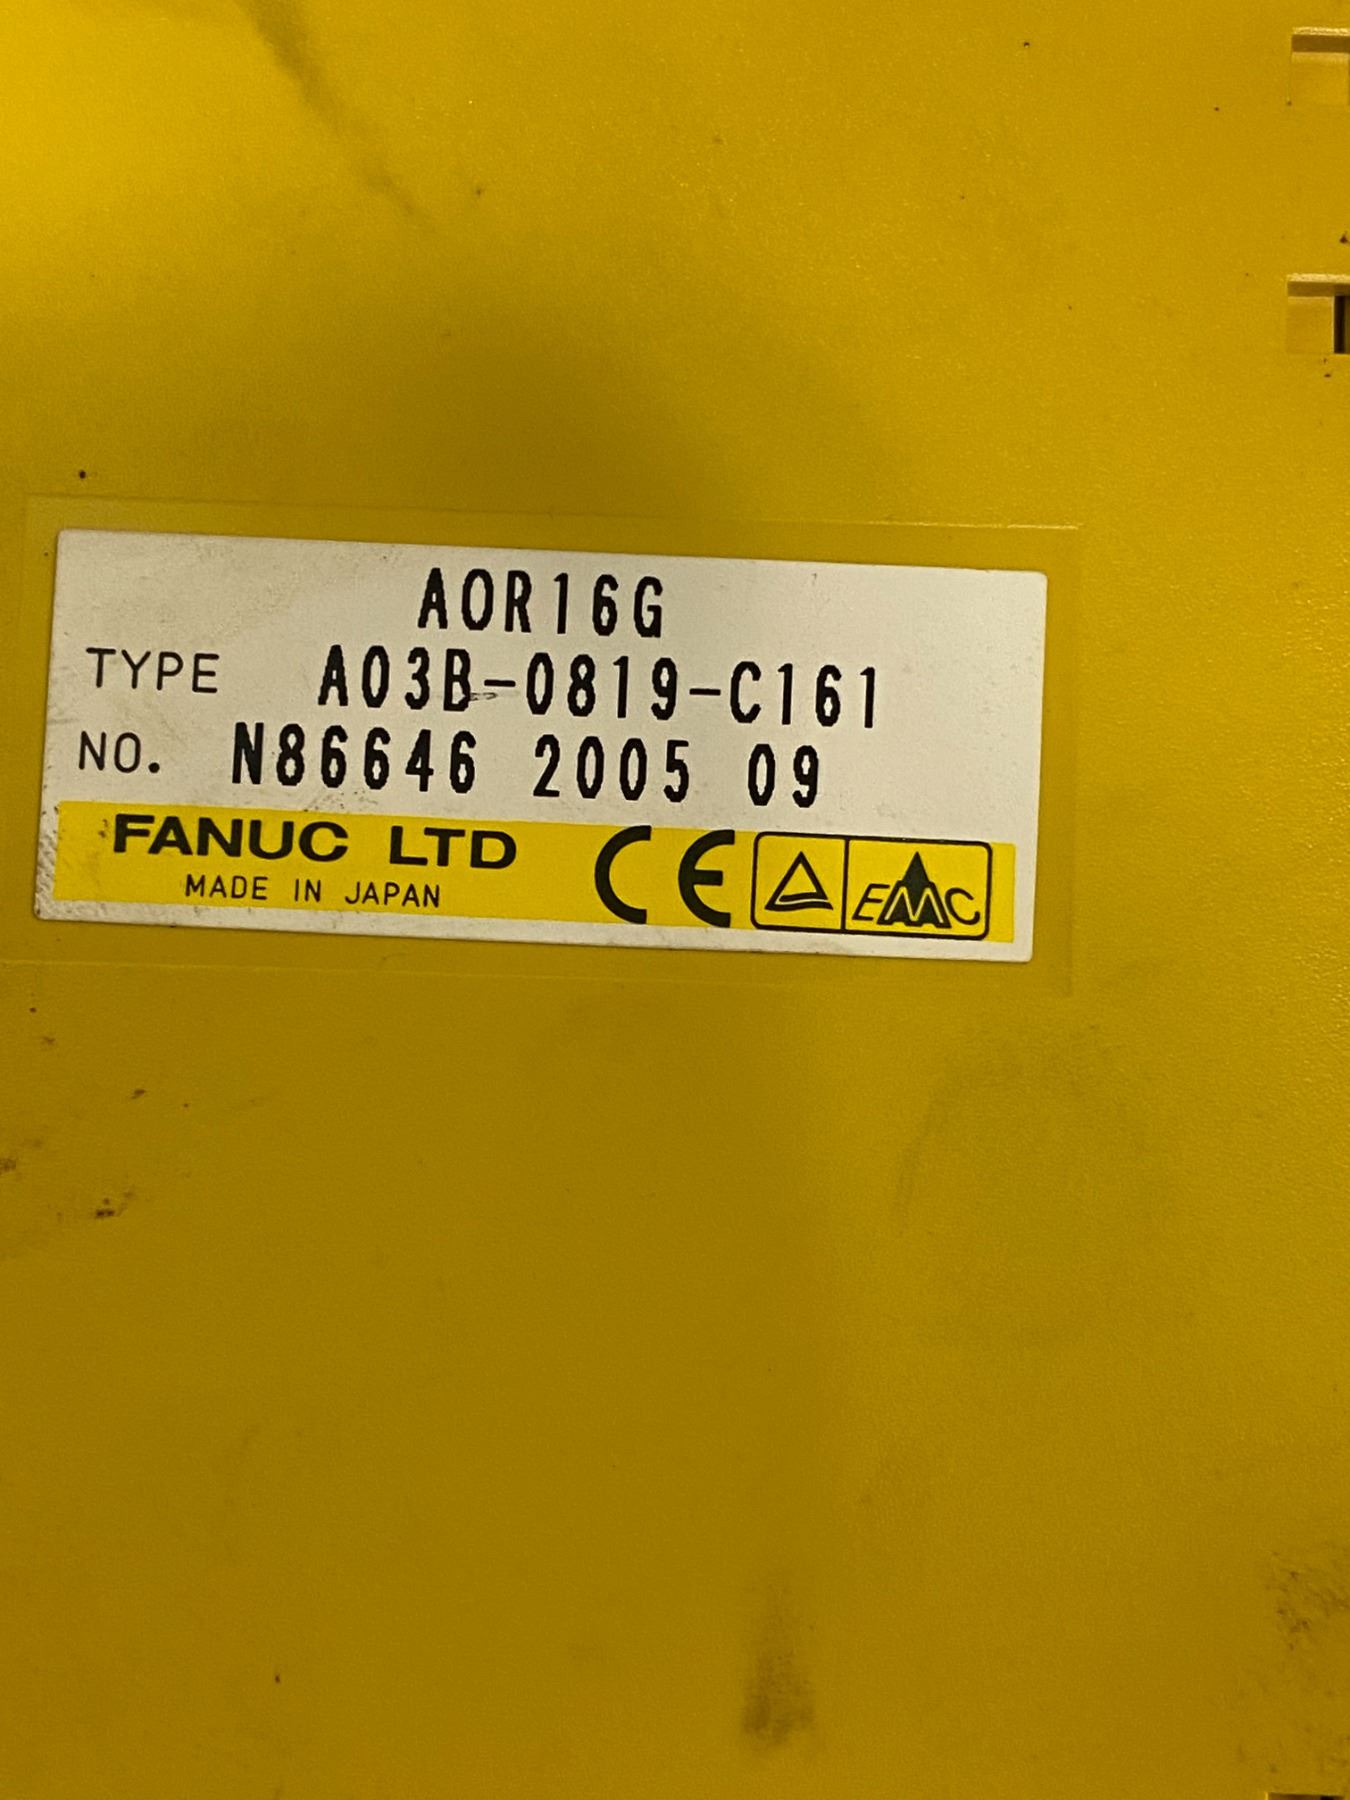 AOR16G
TYPE A03B-0819-C161
NO. N86646 2005 09
FANUC LTD
MADE IN JAPAN
CE
EMC